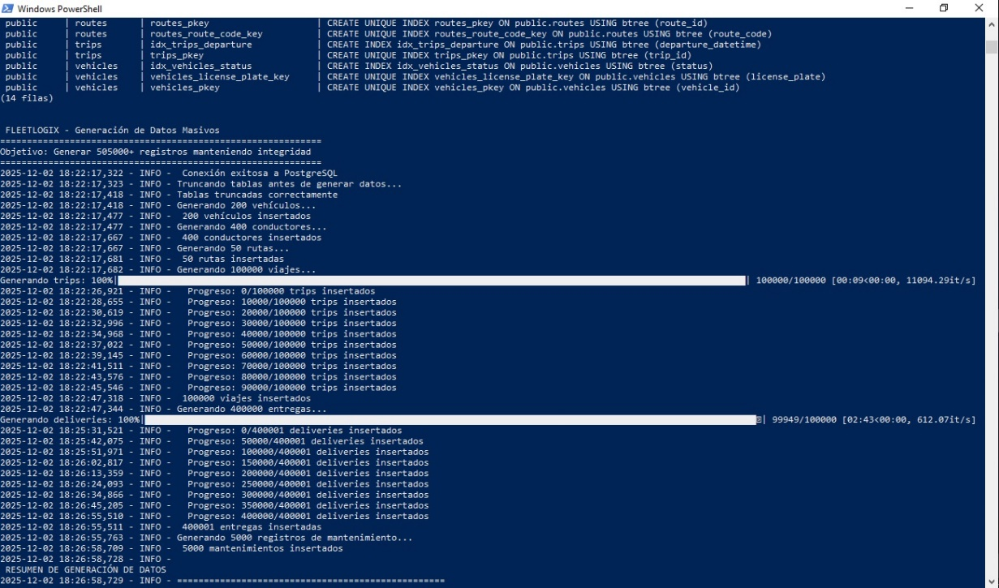 Windows PowerShell
public | routes | routes_pkey | CREATE UNIQUE INDEX routes_pkey ON public.routes USING btree (route_id)
public | routes | routes_route_code_key | CREATE UNIQUE INDEX routes_route_code_key ON public.routes USING btree (route_code)
public | trips | idx_trips_departure | CREATE INDEX idx_trips_departure ON public.trips USING btree (departure_datetime)
public | trips | trips_pkey | CREATE UNIQUE INDEX trips_pkey ON public.trips USING btree (trip_id)
public | vehicles | idx_vehicles_status | CREATE INDEX idx_vehicles_status ON public.vehicles USING btree (status)
public | vehicles | vehicles_license_plate_key | CREATE UNIQUE INDEX vehicles_license_plate_key ON public.vehicles USING btree (license_plate)
public | vehicles | vehicles_pkey | CREATE UNIQUE INDEX vehicles_pkey ON public.vehicles USING btree (vehicle_id)
(14 filas)
FLEETLOGIX - Generación de Datos Masivos
============================================================
Objetivo: Generar 505000+ registros manteniendo integridad
============================================================
2025-12-02 18:22:17,322 - INFO -  Conexión exitosa a PostgreSQL
2025-12-02 18:22:17,323 - INFO - Truncando tablas antes de generar datos...
2025-12-02 18:22:17,418 - INFO - Tablas truncadas correctamente
2025-12-02 18:22:17,418 - INFO - Generando 200 vehículos...
2025-12-02 18:22:17,477 - INFO -  200 vehículos insertados
2025-12-02 18:22:17,477 - INFO - Generando 400 conductores...
2025-12-02 18:22:17,667 - INFO -  400 conductores insertados
2025-12-02 18:22:17,667 - INFO - Generando 50 rutas...
2025-12-02 18:22:17,681 - INFO -  50 rutas insertadas
2025-12-02 18:22:17,682 - INFO - Generando 100000 viajes...
Generando trips: 100%| | 100000/100000 [00:09<00:00, 11094.29it/s]
2025-12-02 18:22:26,921 - INFO -   Progreso: 0/100000 trips insertados
2025-12-02 18:22:28,655 - INFO -   Progreso: 10000/100000 trips insertados
2025-12-02 18:22:30,619 - INFO -   Progreso: 20000/100000 trips insertados
2025-12-02 18:22:32,996 - INFO -   Progreso: 30000/100000 trips insertados
2025-12-02 18:22:34,968 - INFO -   Progreso: 40000/100000 trips insertados
2025-12-02 18:22:37,022 - INFO -   Progreso: 50000/100000 trips insertados
2025-12-02 18:22:39,145 - INFO -   Progreso: 60000/100000 trips insertados
2025-12-02 18:22:41,511 - INFO -   Progreso: 70000/100000 trips insertados
2025-12-02 18:22:43,576 - INFO -   Progreso: 80000/100000 trips insertados
2025-12-02 18:22:45,546 - INFO -   Progreso: 90000/100000 trips insertados
2025-12-02 18:22:47,318 - INFO -  100000 viajes insertados
2025-12-02 18:22:47,344 - INFO - Generando 400000 entregas...
Generando deliveries: 100%| | 99949/100000 [02:43<00:00, 612.07it/s]
2025-12-02 18:25:31,521 - INFO -   Progreso: 0/400001 deliveries insertados
2025-12-02 18:25:42,075 - INFO -   Progreso: 50000/400001 deliveries insertados
2025-12-02 18:25:51,971 - INFO -   Progreso: 100000/400001 deliveries insertados
2025-12-02 18:26:02,817 - INFO -   Progreso: 150000/400001 deliveries insertados
2025-12-02 18:26:13,359 - INFO -   Progreso: 200000/400001 deliveries insertados
2025-12-02 18:26:24,093 - INFO -   Progreso: 250000/400001 deliveries insertados
2025-12-02 18:26:34,866 - INFO -   Progreso: 300000/400001 deliveries insertados
2025-12-02 18:26:45,205 - INFO -   Progreso: 350000/400001 deliveries insertados
2025-12-02 18:26:55,510 - INFO -   Progreso: 400000/400001 deliveries insertados
2025-12-02 18:26:55,511 - INFO -  400001 entregas insertadas
2025-12-02 18:26:55,763 - INFO - Generando 5000 registros de mantenimiento...
2025-12-02 18:26:58,709 - INFO -  5000 mantenimientos insertados
2025-12-02 18:26:58,728 - INFO -
RESUMEN DE GENERACIÓN DE DATOS
2025-12-02 18:26:58,729 - INFO - ==================================================